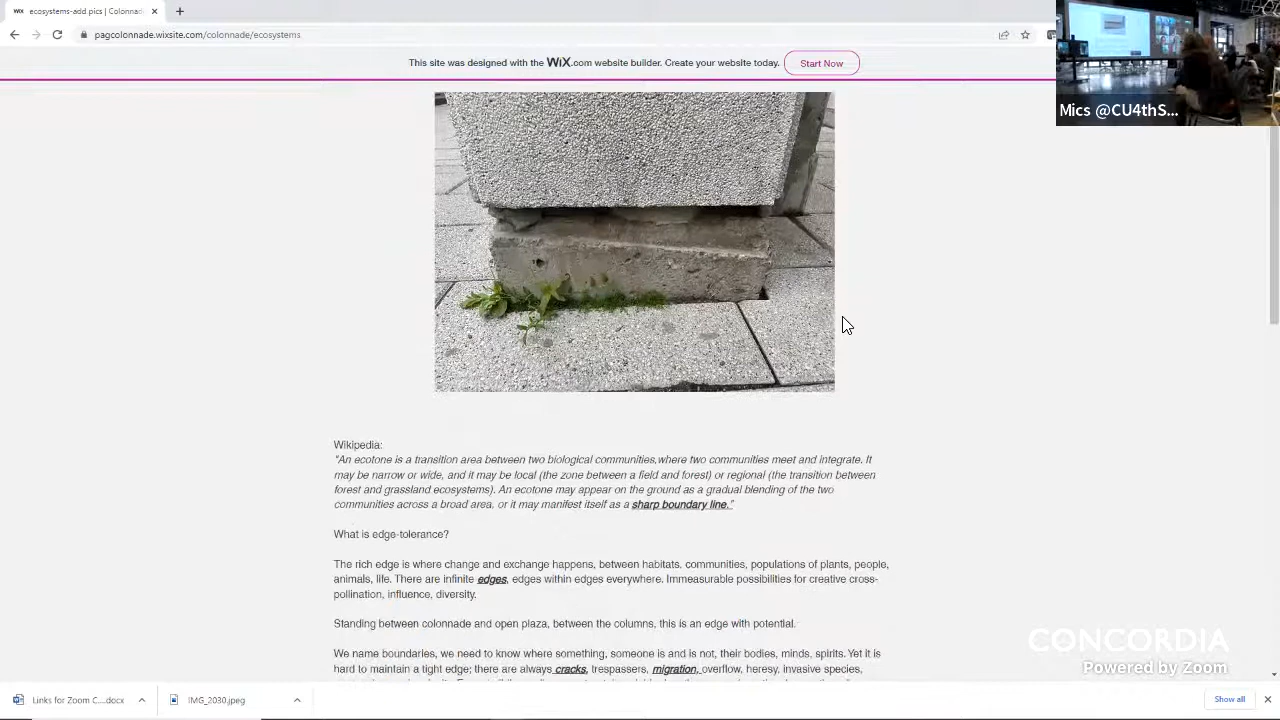 WiX ecosystems-add.pics | Colonnad
pagcolonnade.wixsite.com/colonnade/ecosystems
This site was designed with the WiX.com website builder. Create your website today. Start Now
Mics @CU4thS...
Wikipedia:
"An ecotone is a transition area between two biological communities,where two communities meet and integrate. It
may be narrow or wide, and it may be local (the zone between a field and forest) or regional (the transition between
forest and grassland ecosystems). An ecotone may appear on the ground as a gradual blending of the two
communities across a broad area, or it may manifest itself as a sharp boundary line."
What is edge-tolerance?
The rich edge is where change and exchange happens, between habitats, communities, populations of plants, people,
animals, life. There are infinite edges, edges within edges everywhere. Immeasurable possibilities for creative cross-
pollination, influence, diversity.
Standing between colonnade and open plaza, between the columns, this is an edge with potential.
We name boundaries, we need to know where something, someone is and is not, their bodies, minds, spirits. Yet it is
hard to maintain a tight edge; there are always cracks, trespassers, migration, overflow, heresy, invasive species,
CONCORDIA
Powered by Zoom
Links for Zoom C....docx
IMG_2030.jpeg
Show all